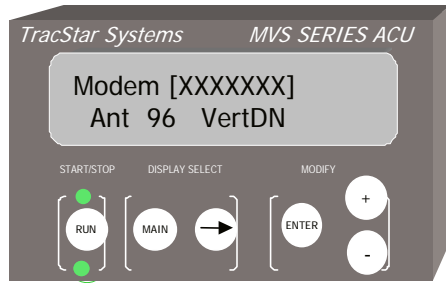 TracStar Systems MVS SERIES ACU
Modem [XXXXXXX]
Ant 96 VertDN
START/STOP DISPLAY SELECT MODIFY
RUN MAIN ENTER +
-